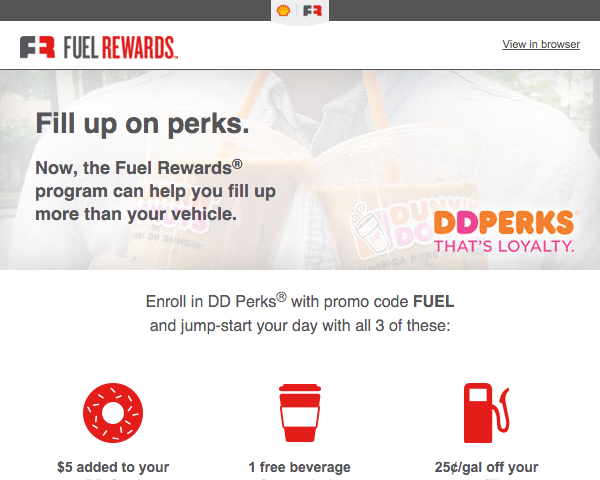 FUEL REWARDS™
View in browser
Fill up on perks.
Now, the Fuel Rewards®
program can help you fill up
more than your vehicle.
DUNKIN'
DDPERKS®
THAT'S LOYALTY.
Enroll in DD Perks® with promo code FUEL
and jump-start your day with all 3 of these:
$5 added to your
1 free beverage
25¢/gal off your